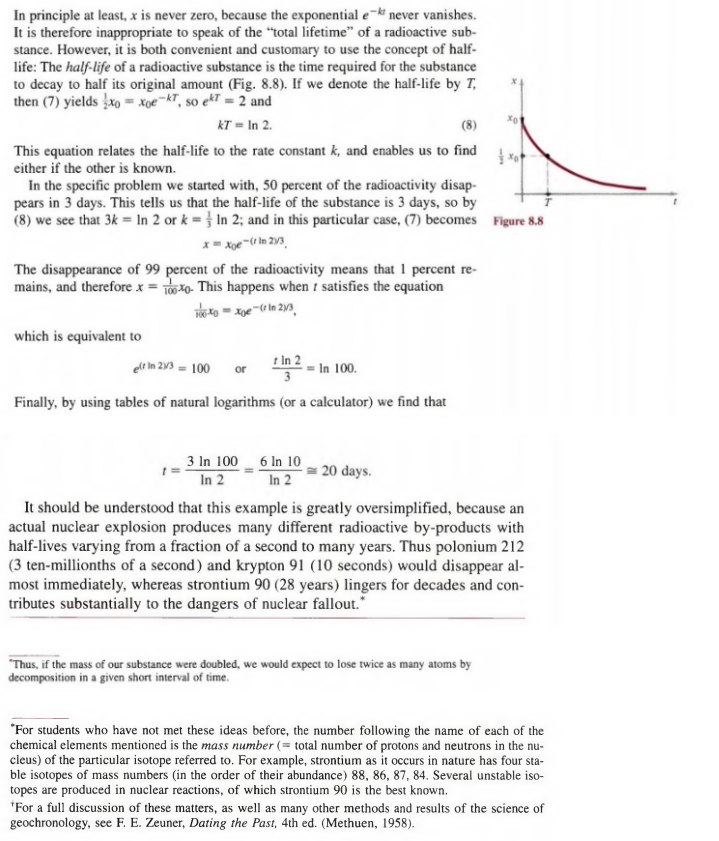 In principle at least, x is never zero, because the exponential e^{-kt} never vanishes.
It is therefore inappropriate to speak of the “total lifetime” of a radioactive sub-
stance. However, it is both convenient and customary to use the concept of half-
life: The half-life of a radioactive substance is the time required for the substance
to decay to half its original amount (Fig. 8.8). If we denote the half-life by T,
then (7) yields ½x₀ = x₀e^{-kT}, so e^{kT} = 2 and
kT = ln 2. (8)
This equation relates the half-life to the rate constant k, and enables us to find
either if the other is known.
In the specific problem we started with, 50 percent of the radioactivity disap-
pears in 3 days. This tells us that the half-life of the substance is 3 days, so by
(8) we see that 3k = ln 2 or k = ⅓ ln 2; and in this particular case, (7) becomes
x = x₀e^{-(t ln 2)/3}.
The disappearance of 99 percent of the radioactivity means that 1 percent re-
mains, and therefore x = 1/100 x₀. This happens when t satisfies the equation
1/100 x₀ = x₀e^{-(t ln 2)/3},
which is equivalent to
e^{(t ln 2)/3} = 100 or t ln 2 / 3 = ln 100.
Finally, by using tables of natural logarithms (or a calculator) we find that
x
x₀
½ x₀
T
t
Figure 8.8
t = 3 ln 100 / ln 2 = 6 ln 10 / ln 2 ≅ 20 days.
It should be understood that this example is greatly oversimplified, because an
actual nuclear explosion produces many different radioactive by-products with
half-lives varying from a fraction of a second to many years. Thus polonium 212
(3 ten-millionths of a second) and krypton 91 (10 seconds) would disappear al-
most immediately, whereas strontium 90 (28 years) lingers for decades and con-
tributes substantially to the dangers of nuclear fallout.*
*Thus, if the mass of our substance were doubled, we would expect to lose twice as many atoms by
decomposition in a given short interval of time.
*For students who have not met these ideas before, the number following the name of each of the
chemical elements mentioned is the mass number (= total number of protons and neutrons in the nu-
cleus) of the particular isotope referred to. For example, strontium as it occurs in nature has four sta-
ble isotopes of mass numbers (in the order of their abundance) 88, 86, 87, 84. Several unstable iso-
topes are produced in nuclear reactions, of which strontium 90 is the best known.
†For a full discussion of these matters, as well as many other methods and results of the science of
geochronology, see F. E. Zeuner, Dating the Past, 4th ed. (Methuen, 1958).